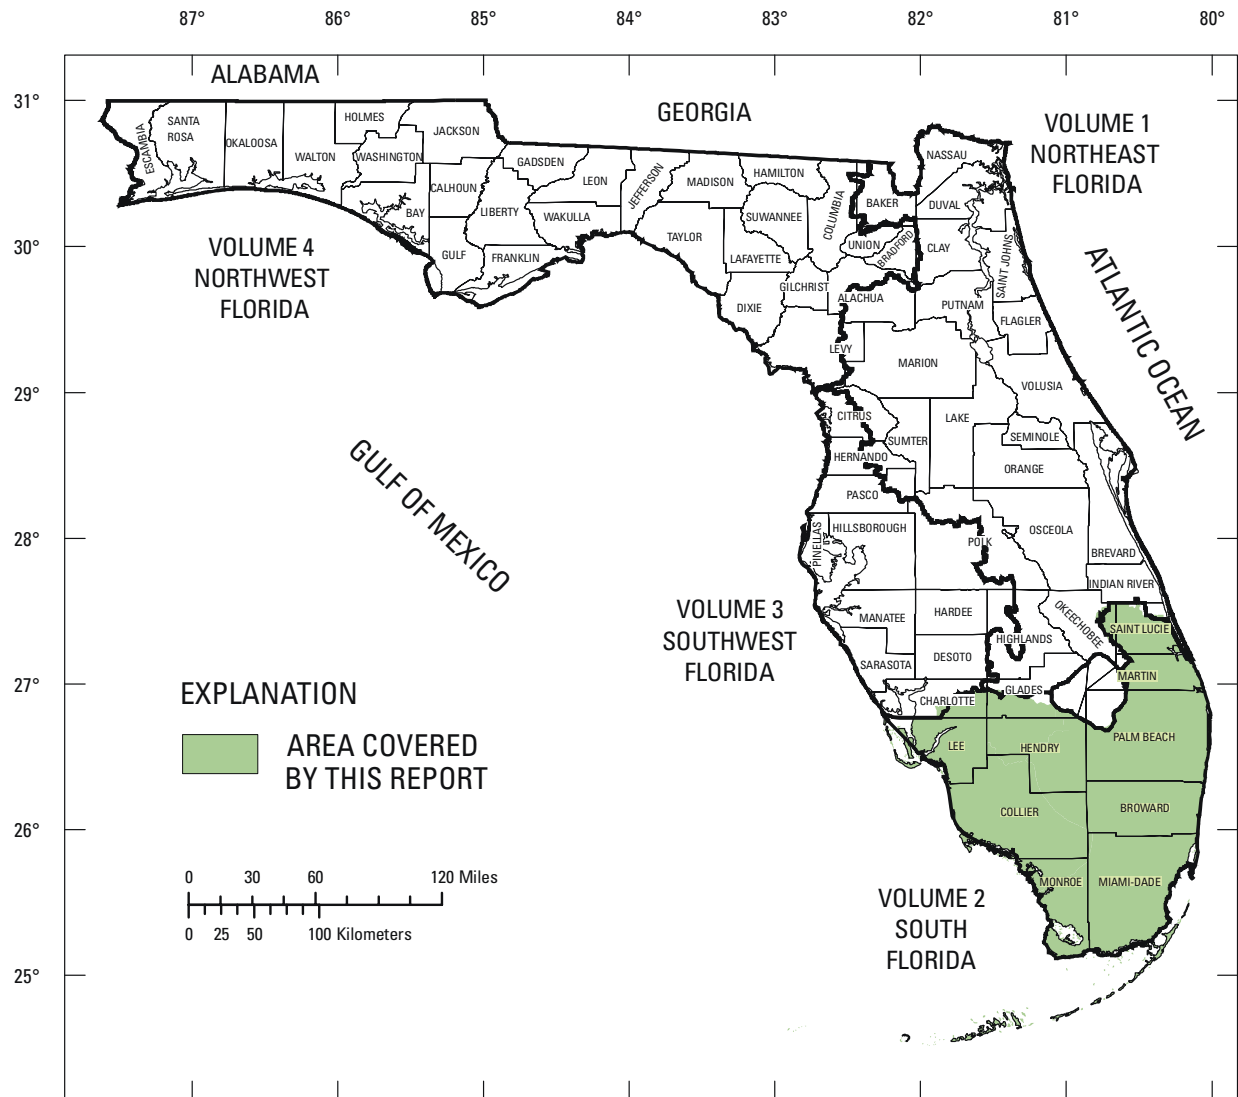 87°
86°
85°
84°
83°
82°
81°
80°
31°
30°
29°
28°
27°
26°
25°
ALABAMA
GEORGIA
VOLUME 1
NORTHEAST
FLORIDA
VOLUME 4
NORTHWEST
FLORIDA
ATLANTIC OCEAN
GULF OF MEXICO
VOLUME 3
SOUTHWEST
FLORIDA
VOLUME 2
SOUTH
FLORIDA
ESCAMBIA
SANTA
ROSA
OKALOOSA
WALTON
HOLMES
WASHINGTON
JACKSON
BAY
CALHOUN
GULF
LIBERTY
GADSDEN
FRANKLIN
LEON
WAKULLA
JEFFERSON
MADISON
TAYLOR
HAMILTON
SUWANNEE
LAFAYETTE
DIXIE
COLUMBIA
GILCHRIST
BAKER
UNION
BRADFORD
ALACHUA
LEVY
NASSAU
DUVAL
CLAY
SAINT JOHNS
PUTNAM
FLAGLER
MARION
VOLUSIA
CITRUS
SUMTER
LAKE
SEMINOLE
HERNANDO
ORANGE
PASCO
HILLSBOROUGH
PINELLAS
POLK
OSCEOLA
BREVARD
INDIAN RIVER
MANATEE
HARDEE
HIGHLANDS
OKEECHOBEE
SAINT LUCIE
SARASOTA
DESOTO
MARTIN
CHARLOTTE
GLADES
LEE
HENDRY
PALM BEACH
COLLIER
BROWARD
MONROE
MIAMI-DADE
EXPLANATION
AREA COVERED
BY THIS REPORT
0 30 60 120 Miles
0 25 50 100 Kilometers